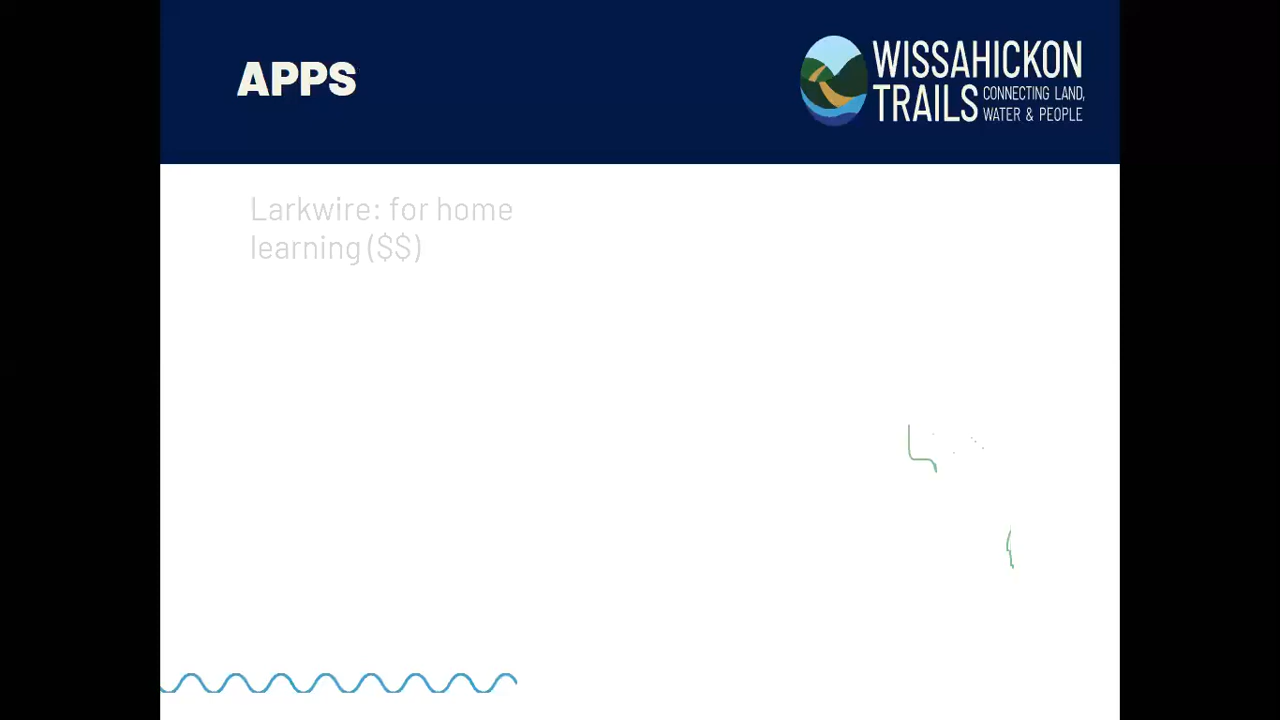 APPS
WISSAHICKON
TRAILS CONNECTING LAND,
WATER & PEOPLE
Larkwire: for home
learning ($$)